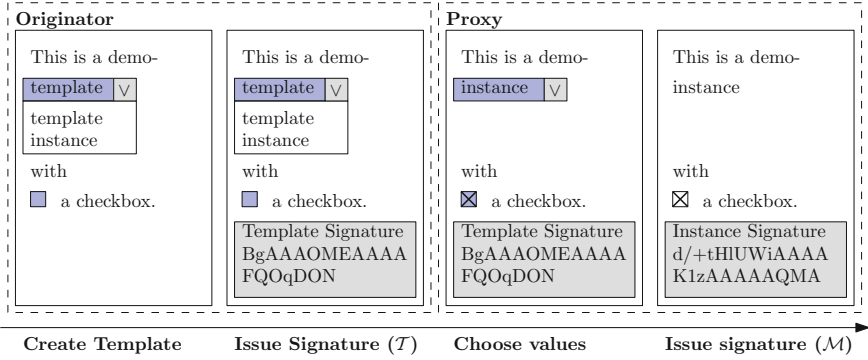 Originator
This is a demo-
template ∨
template
instance
with
a checkbox.
This is a demo-
template ∨
template
instance
with
a checkbox.
Template Signature
BgAAAOMEAAAA
FQOqDON
Proxy
This is a demo-
instance ∨
with
a checkbox.
Template Signature
BgAAAOMEAAAA
FQOqDON
This is a demo-
instance
with
a checkbox.
Instance Signature
d/+tHlUWiAAAA
K1zAAAAAQMA
Create Template
Issue Signature (𝒯)
Choose values
Issue signature (ℳ)